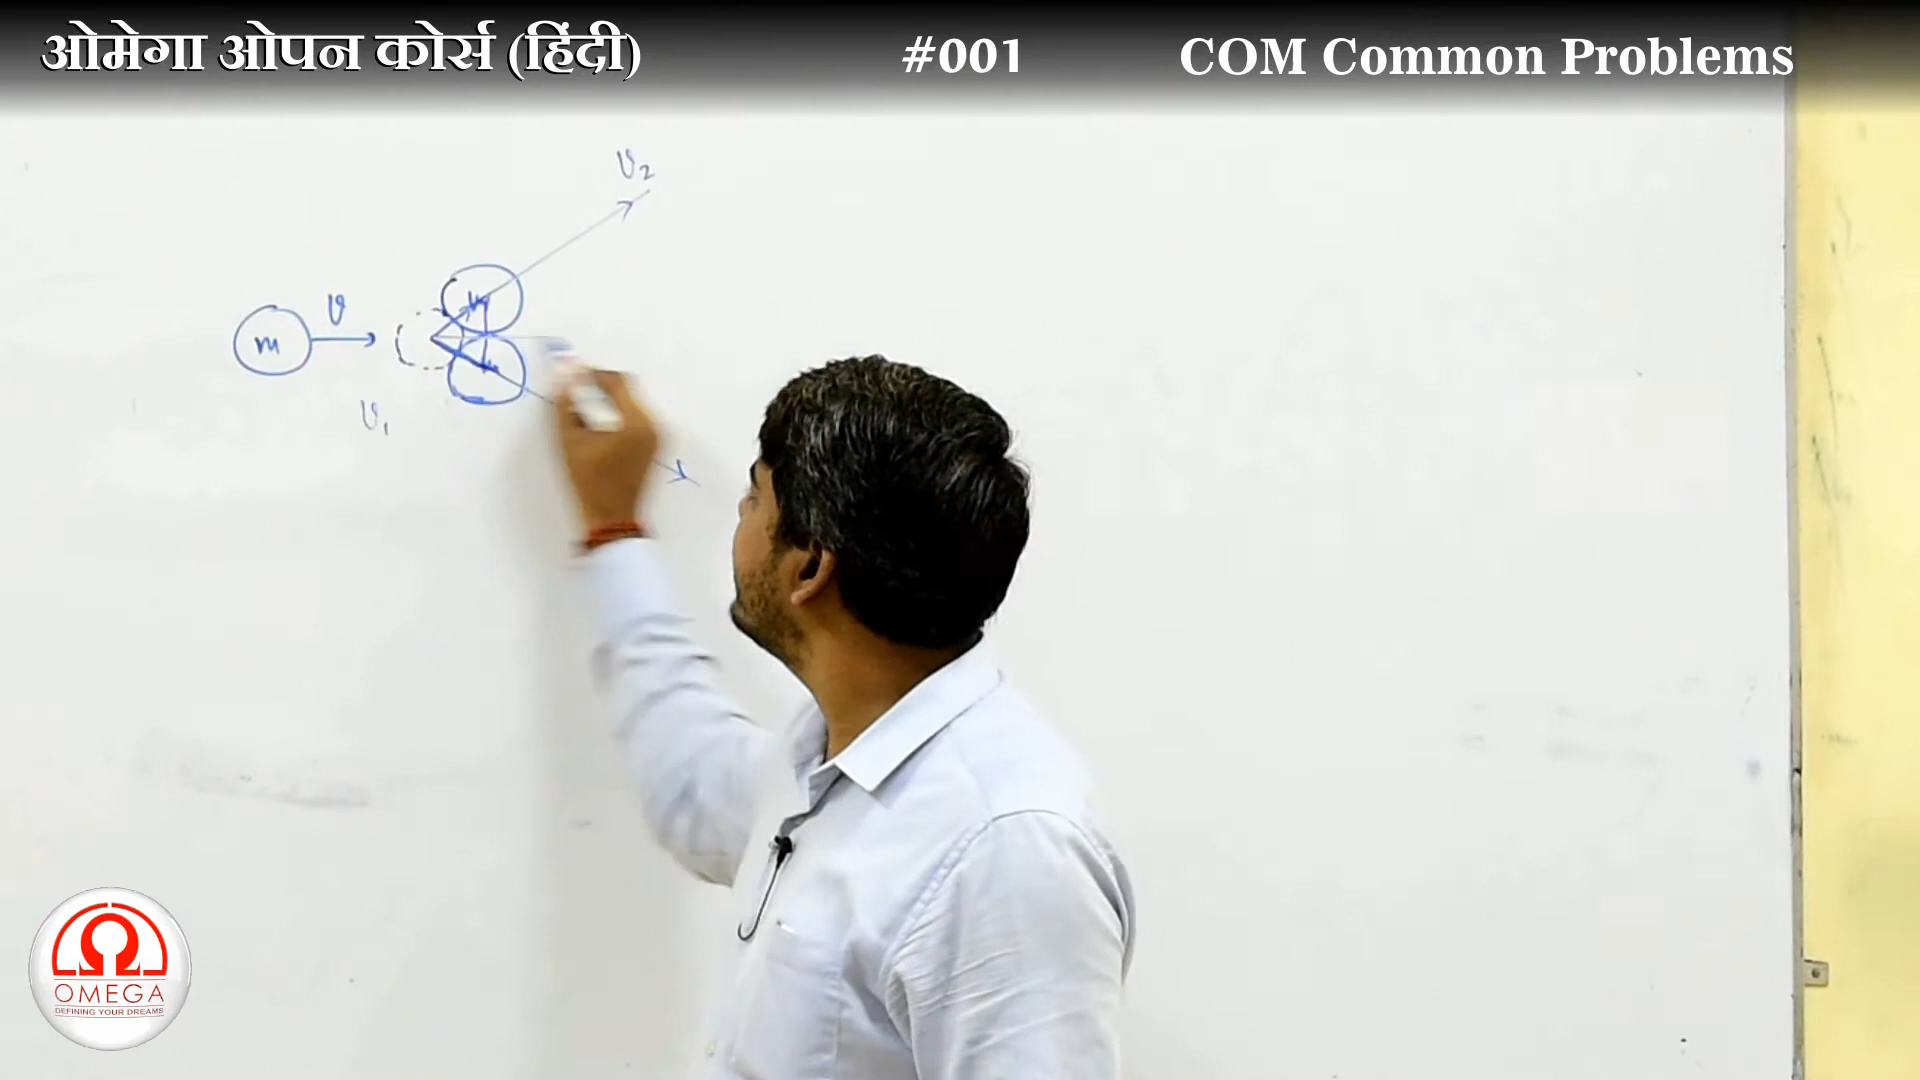 ओमेगा ओपन कोर्स (हिंदी) #001 COM Common Problems
v₂
v
m
m
m
v₁
OMEGA
DEFINING YOUR DREAMS